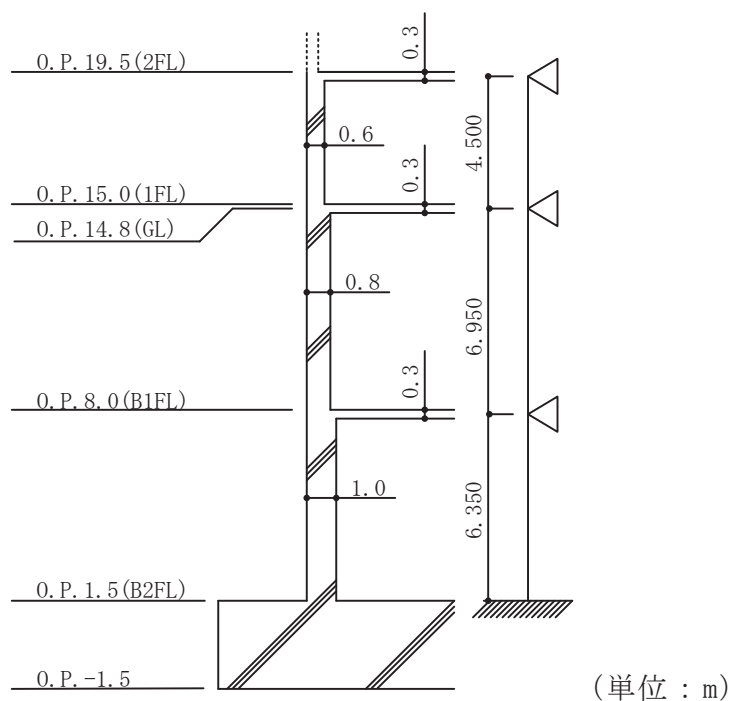 O.P.19.5(2FL)
0.3
4.500
0.6
O.P.15.0(1FL)
0.3
O.P.14.8(GL)
0.8
6.950
0.3
O.P.8.0(B1FL)
1.0
6.350
O.P.1.5(B2FL)
O.P.-1.5
(単位：m)